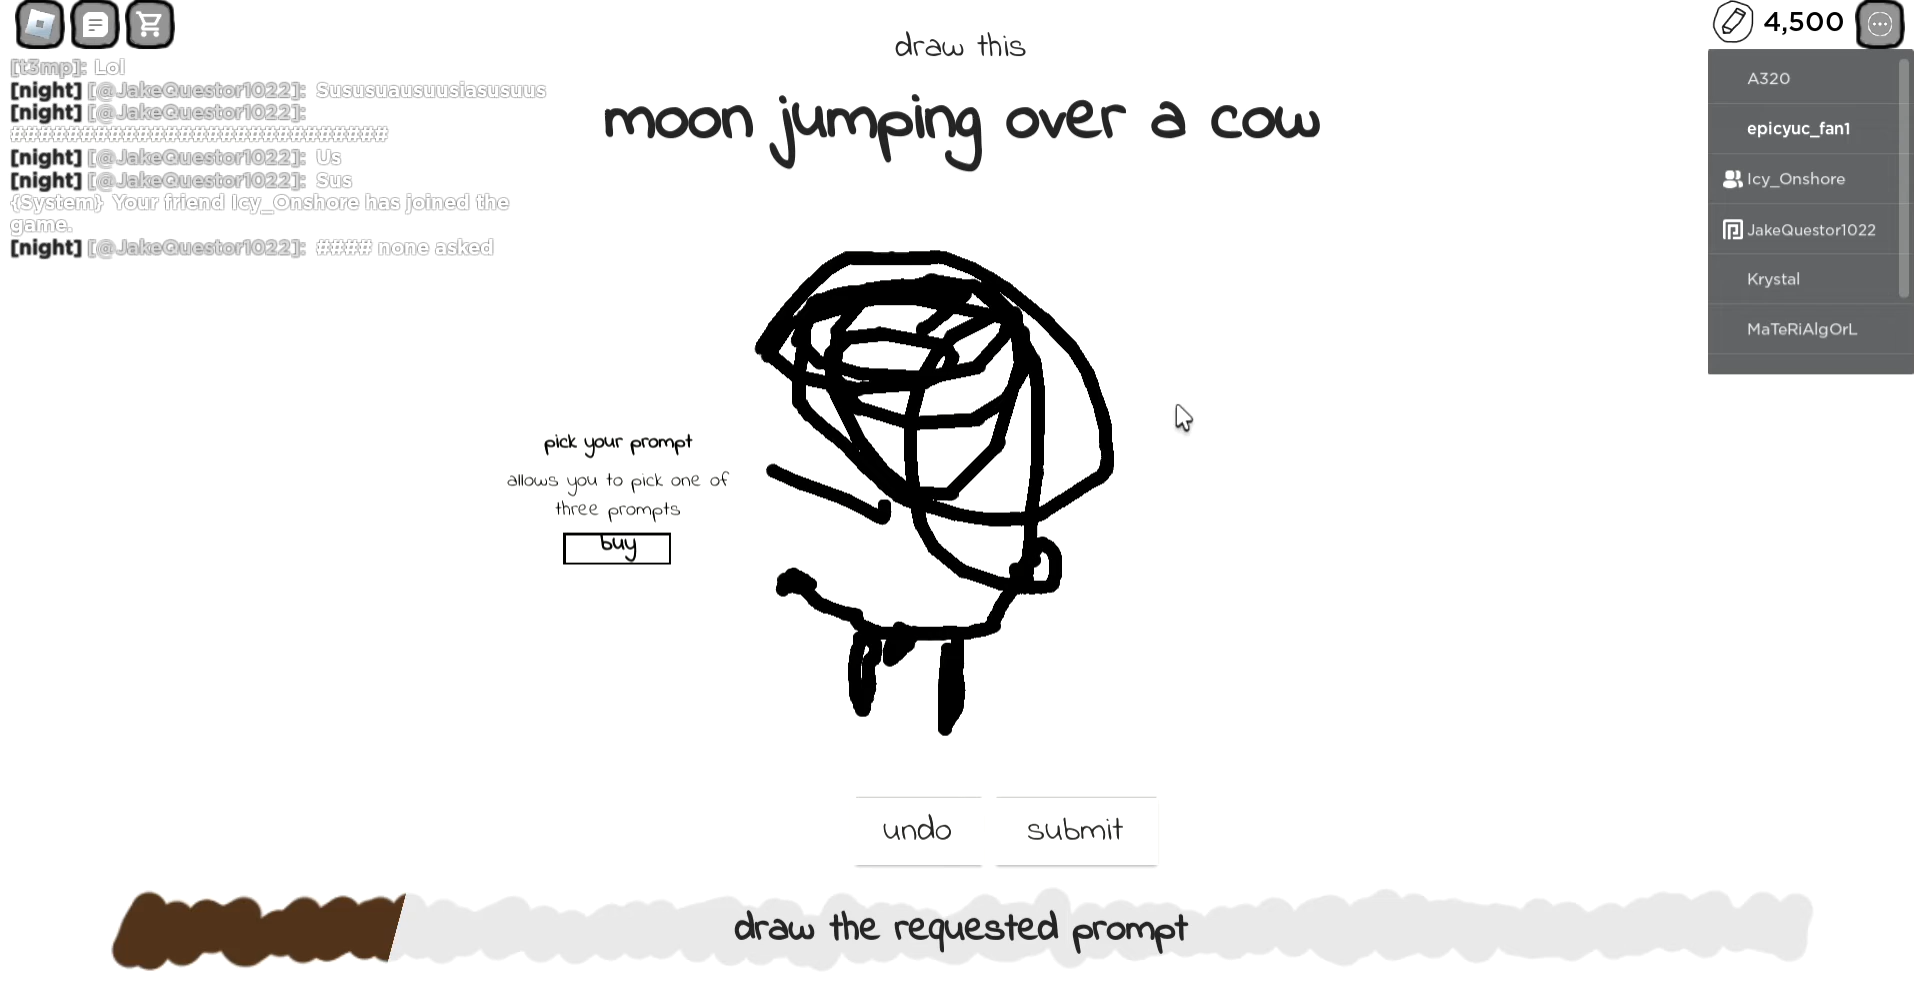 [t3mp]: Lol
[night] [@JakeQuestor1022]: Sususuausuusiasusuus
[night] [@JakeQuestor1022]:
############################
[night] [@JakeQuestor1022]: Us
[night] [@JakeQuestor1022]: Sus
{System} Your friend Icy_Onshore has joined the
game.
[night] [@JakeQuestor1022]: #### none asked
draw this
moon jumping over a cow
4,500
A320
epicyuc_fan1
Icy_Onshore
JakeQuestor1022
Krystal
MaTeRiAlgOrL
pick your prompt
allows you to pick one of
three prompts
buy
undo
submit
draw the requested prompt